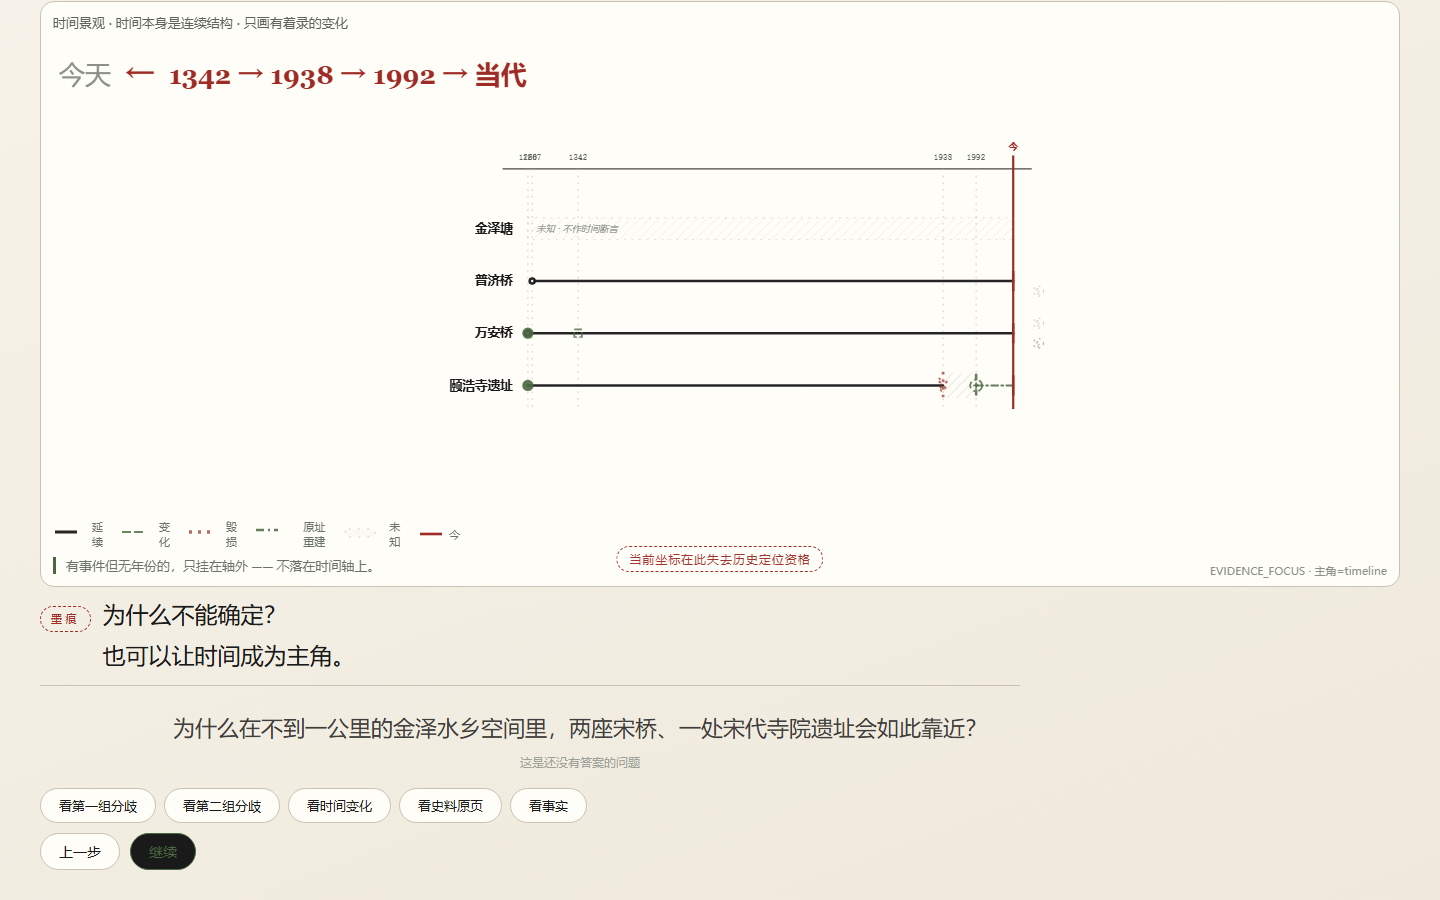 时间景观 · 时间本身是连续结构 · 只画有着录的变化
今天 ← 1342 → 1938 → 1992 → 当代
今
1342 1938 1992
金泽塘
未知 · 不作时间断言
普济桥
万安桥
颐浩寺遗址
延续 变化 毁损 原址重建 未知 今
有事件但无年份的，只挂在轴外 —— 不落在时间轴上。
当前坐标在此失去历史定位资格
EVIDENCE_FOCUS · 主角=timeline
墨痕
为什么不能确定？
也可以让时间成为主角。
为什么在不到一公里的金泽水乡空间里，两座宋桥、一处宋代寺院遗址会如此靠近？
这是还没有答案的问题
看第一组分歧 看第二组分歧 看时间变化 看史料原页 看事实
上一步 继续